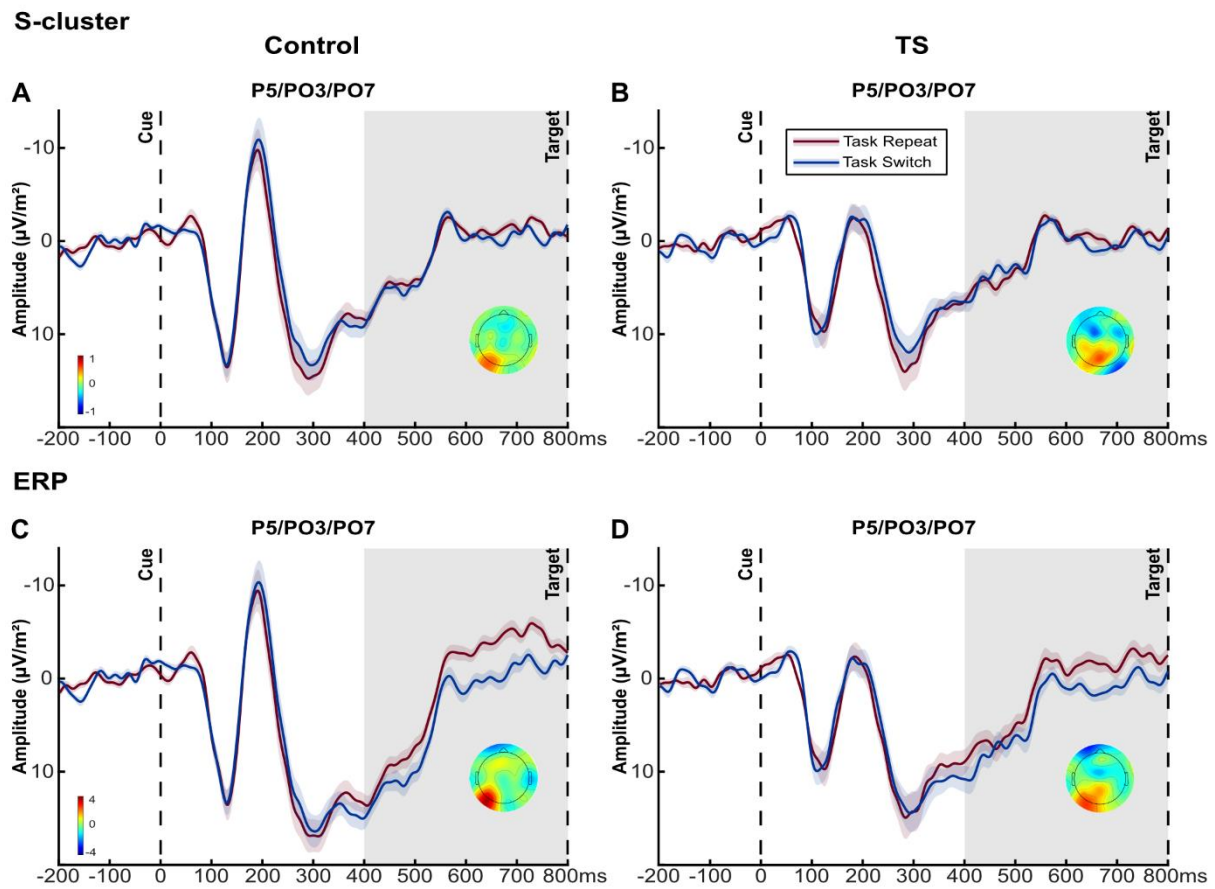 S-cluster
Control
TS
A
P5/PO3/PO7
Cue
Target
Amplitude (µV/m²)
-10
0
10
1
0
-1
-200 -100 0 100 200 300 400 500 600 700 800ms
B
P5/PO3/PO7
Cue
Target
Task Repeat
Task Switch
Amplitude (µV/m²)
-10
0
10
-200 -100 0 100 200 300 400 500 600 700 800ms
ERP
C
P5/PO3/PO7
Cue
Target
Amplitude (µV/m²)
-10
0
10
4
0
-4
-200 -100 0 100 200 300 400 500 600 700 800ms
D
P5/PO3/PO7
Cue
Target
Amplitude (µV/m²)
-10
0
10
-200 -100 0 100 200 300 400 500 600 700 800ms